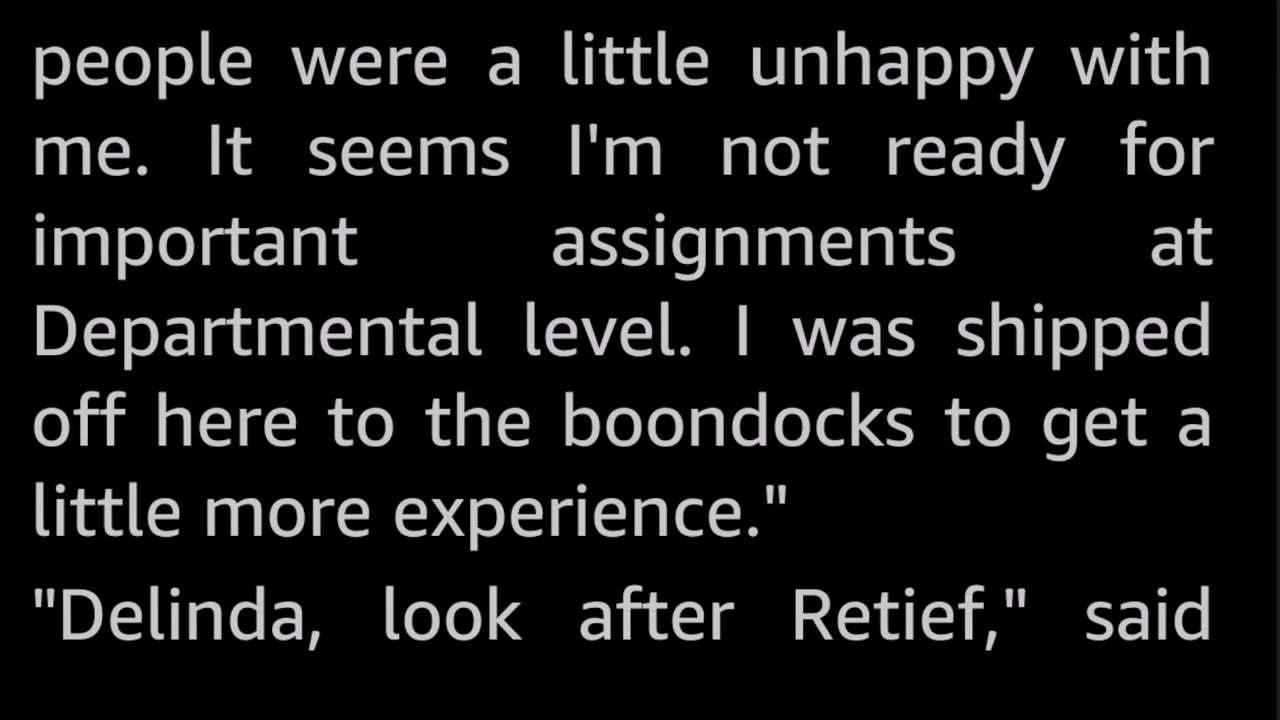 people were a little unhappy with
me. It seems I'm not ready for
important assignments at
Departmental level. I was shipped
off here to the boondocks to get a
little more experience."
"Delinda, look after Retief," said